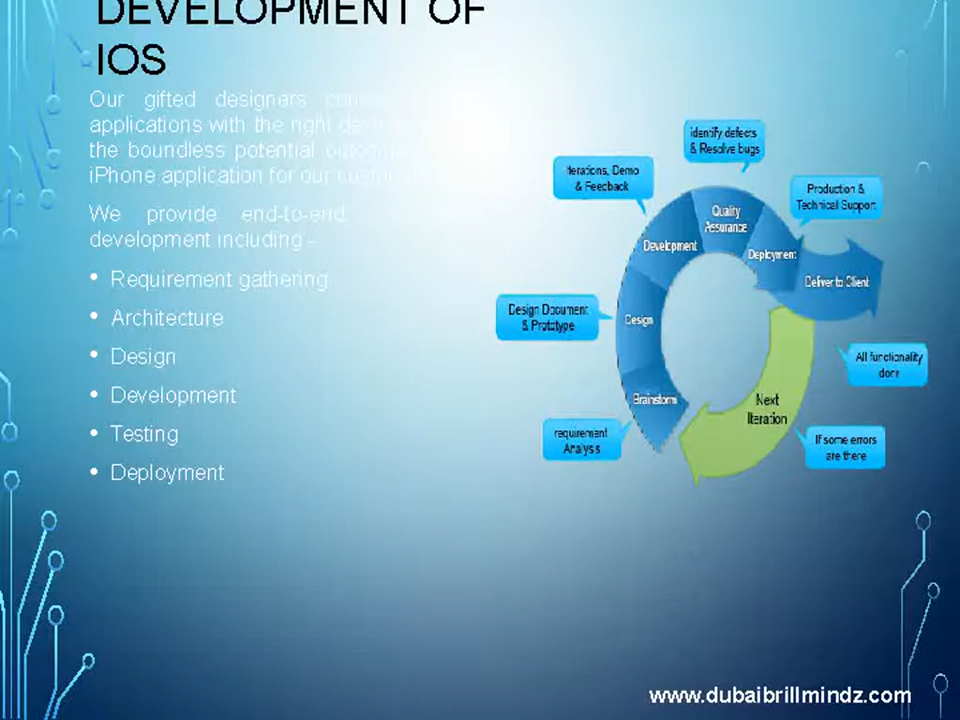 DEVELOPMENT OF
IOS
Our gifted designers
applications with the right
the boundless potential
iPhone application for our
We provide end-to-end
development including:-
• Requirement gathering
• Architecture
• Design
• Development
• Testing
• Deployment
identify defects
& Resolve bugs
Iterations, Demo
& Feedback
Production &
Technical Support
Quality
Assurance
Development
Deployment
Deliver to Client
Design Document
& Prototype
Design
All functionality
Brainstorm
Next
Iteration
requirement
Analysis
If some errors
are there
www.dubaibrillmindz.com